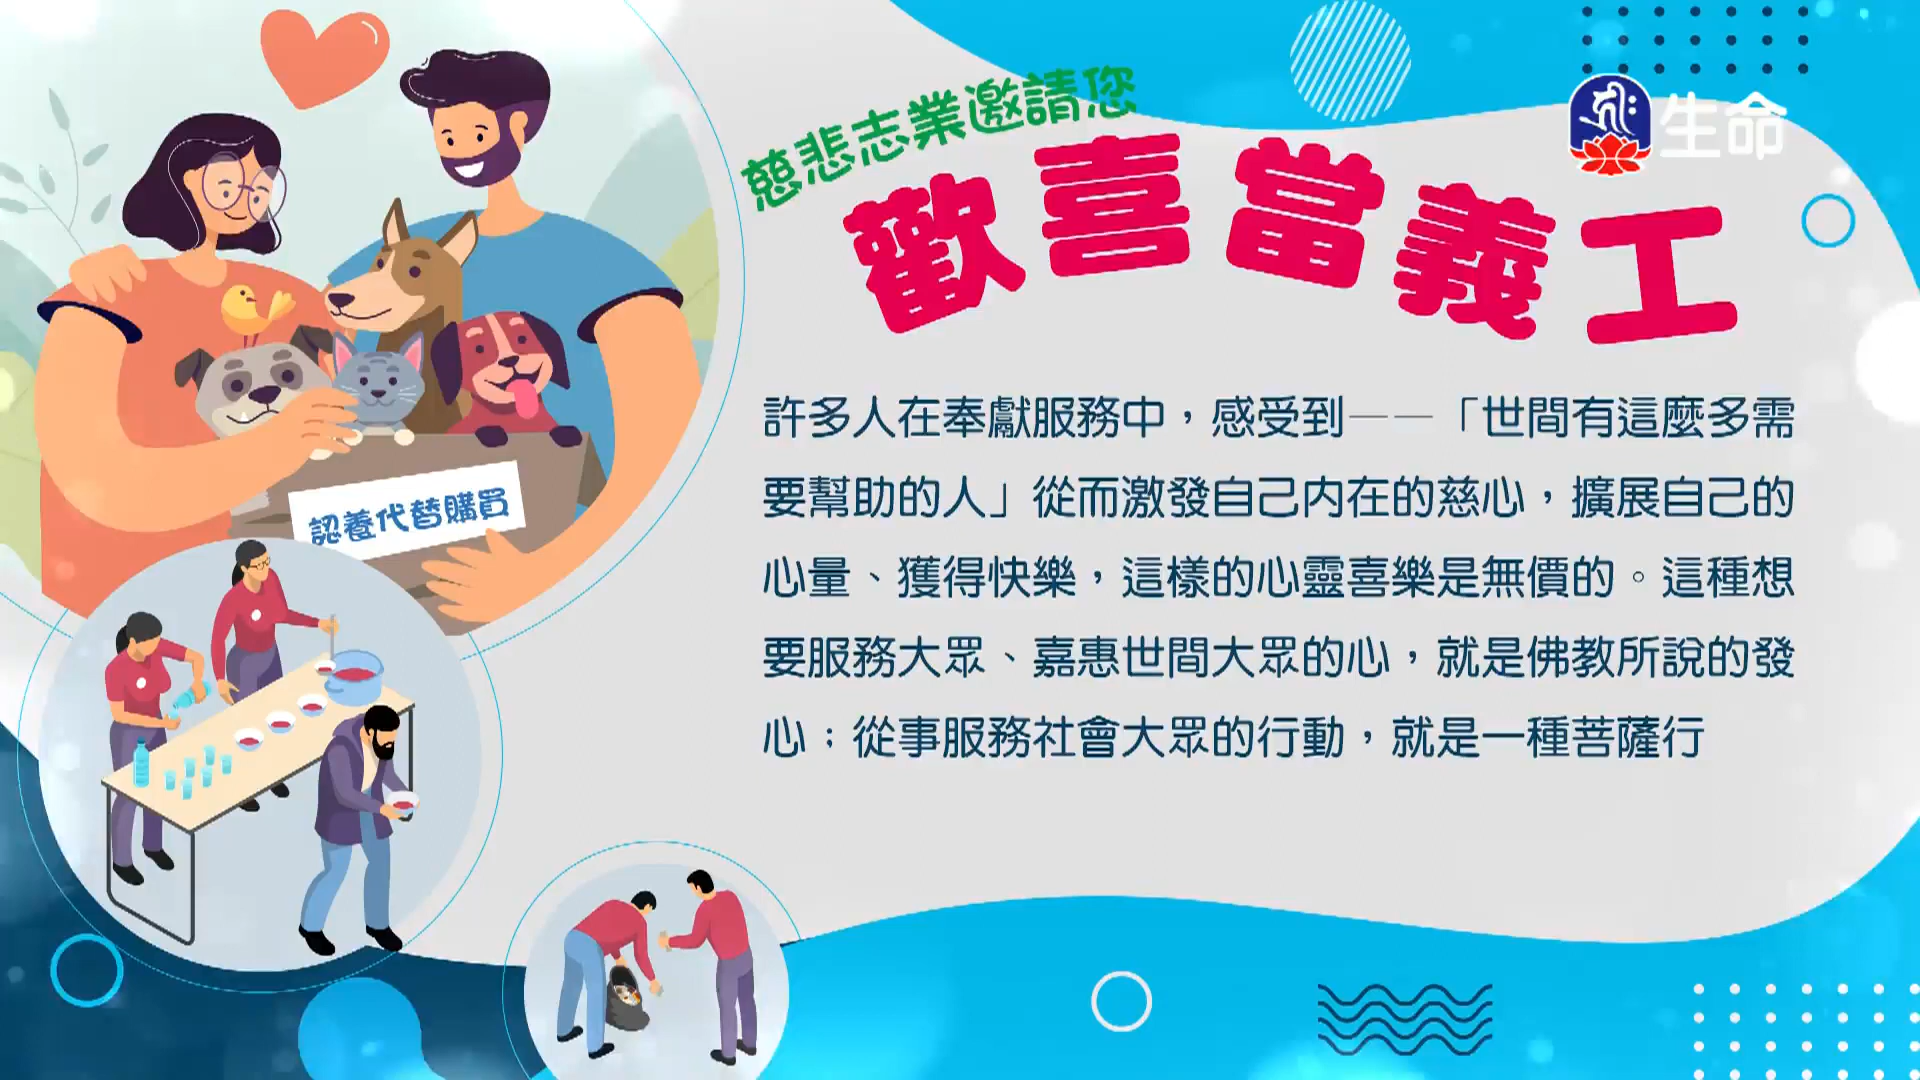 慈悲志業邀請您
歡喜當義工
生命
許多人在奉獻服務中，感受到——「世間有這麼多需
要幫助的人」從而激發自己內在的慈心，擴展自己的
心量、獲得快樂，這樣的心靈喜樂是無價的。這種想
要服務大眾、嘉惠世間大眾的心，就是佛教所說的發
心；從事服務社會大眾的行動，就是一種菩薩行
認養代替購買